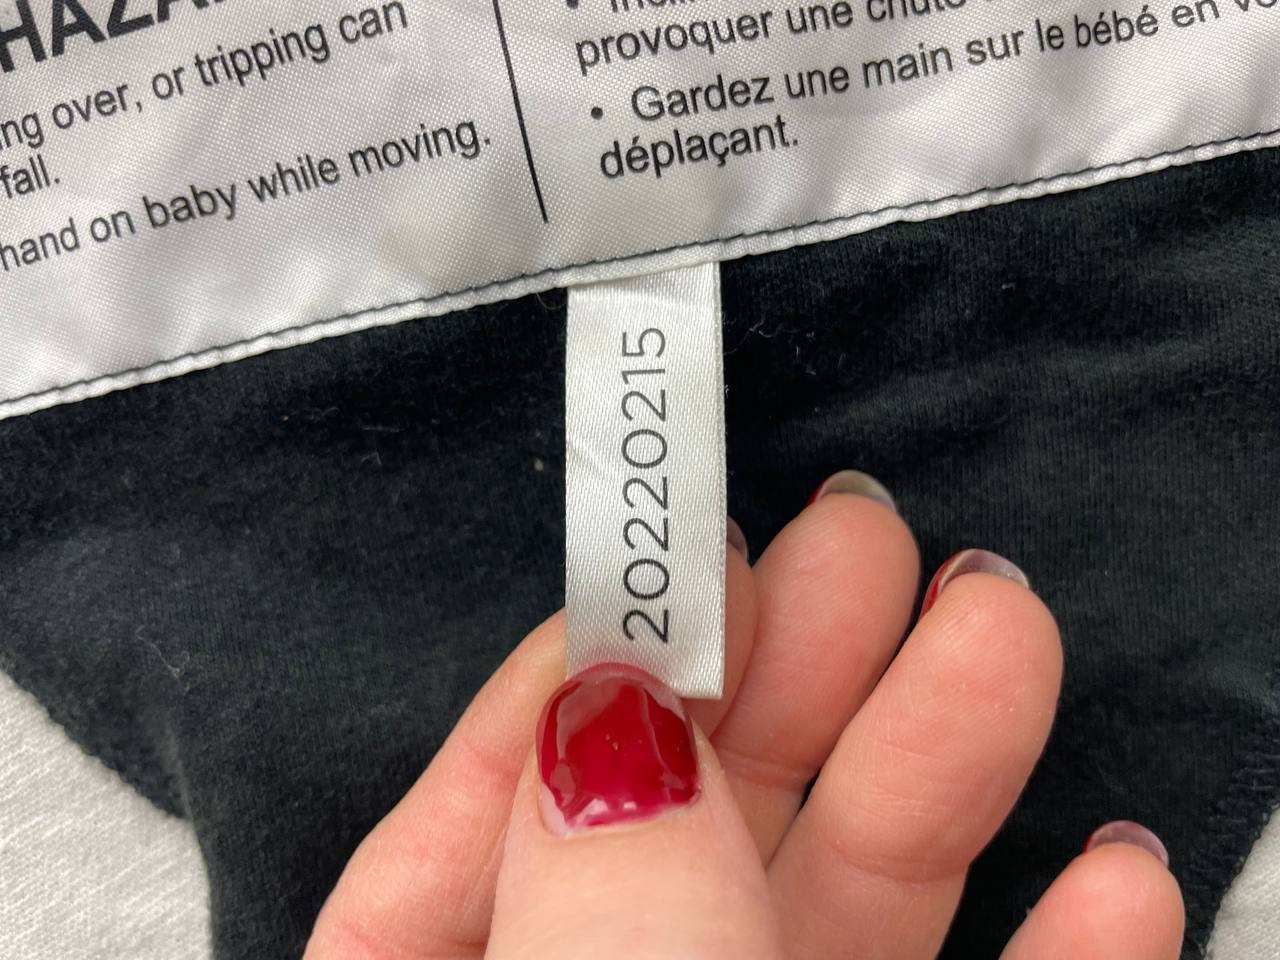 HAZA
ng over, or tripping can
fall.
hand on baby while moving.
provoquer une chute
• Gardez une main sur le bébé en
déplaçant.
20220215